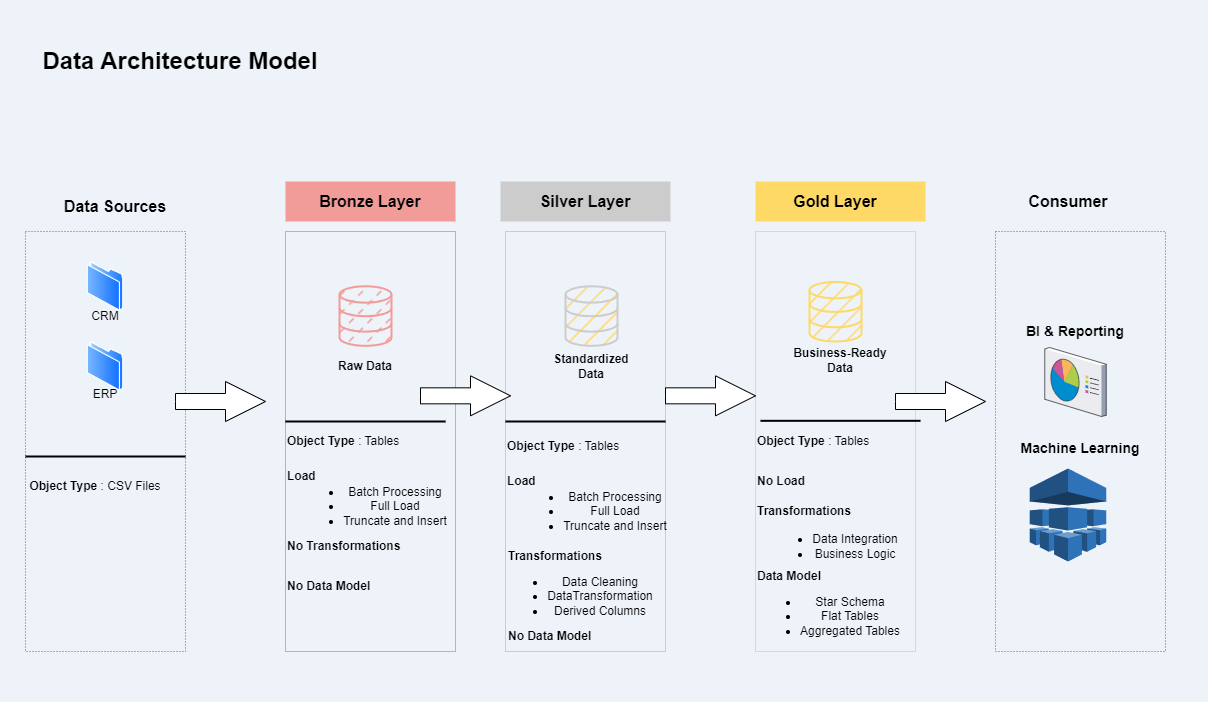 Data Architecture Model
Data Sources
CRM
ERP
Object Type : CSV Files
Bronze Layer
Raw Data
Object Type : Tables
Load
Batch Processing
Full Load
Truncate and Insert
No Transformations
No Data Model
Silver Layer
Standardized
Data
Object Type : Tables
Load
Batch Processing
Full Load
Truncate and Insert
Transformations
Data Cleaning
DataTransformation
Derived Columns
No Data Model
Gold Layer
Business-Ready
Data
Object Type : Tables
No Load
Transformations
Data Integration
Business Logic
Data Model
Star Schema
Flat Tables
Aggregated Tables
Consumer
BI & Reporting
Machine Learning